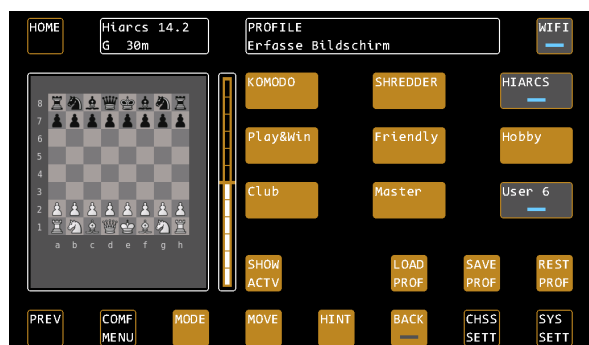 HOME
Hiarcs 14.2
G 30m
PROFILE
Erfasse Bildschirm
WIFI
KOMODO
SHREDDER
HIARCS
Play&Win
Friendly
Hobby
Club
Master
User 6
8
7
6
5
4
3
2
1
a b c d e f g h
SHOW
ACTV
LOAD
PROF
SAVE
PROF
REST
PROF
PREV
COMF
MENU
MODE
MOVE
HINT
BACK
CHSS
SETT
SYS
SETT